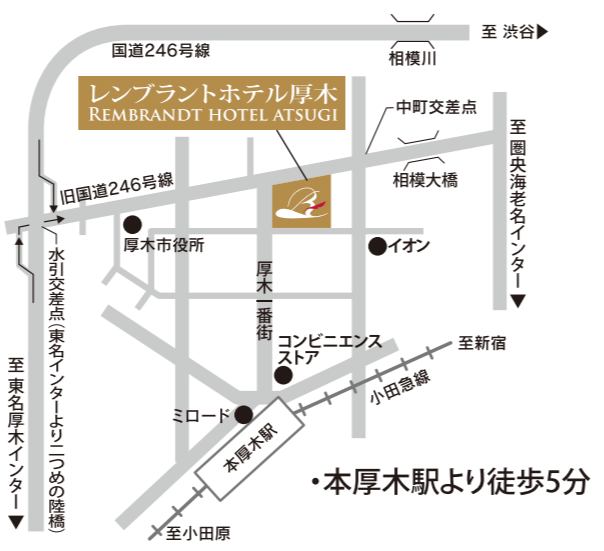 至 渋谷▶
国道246号線
相模川
レンブラントホテル厚木
REMBRANDT HOTEL ATSUGI
中町交差点
至 圏央海老名インター▼
相模大橋
旧国道246号線
厚木市役所
イオン
水引交差点(東名インターより二つめの陸橋)
厚木一番街
コンビニエンス
ストア
至新宿
小田急線
至 東名厚木インター▼
ミロード
本厚木駅
・本厚木駅より徒歩5分
至小田原